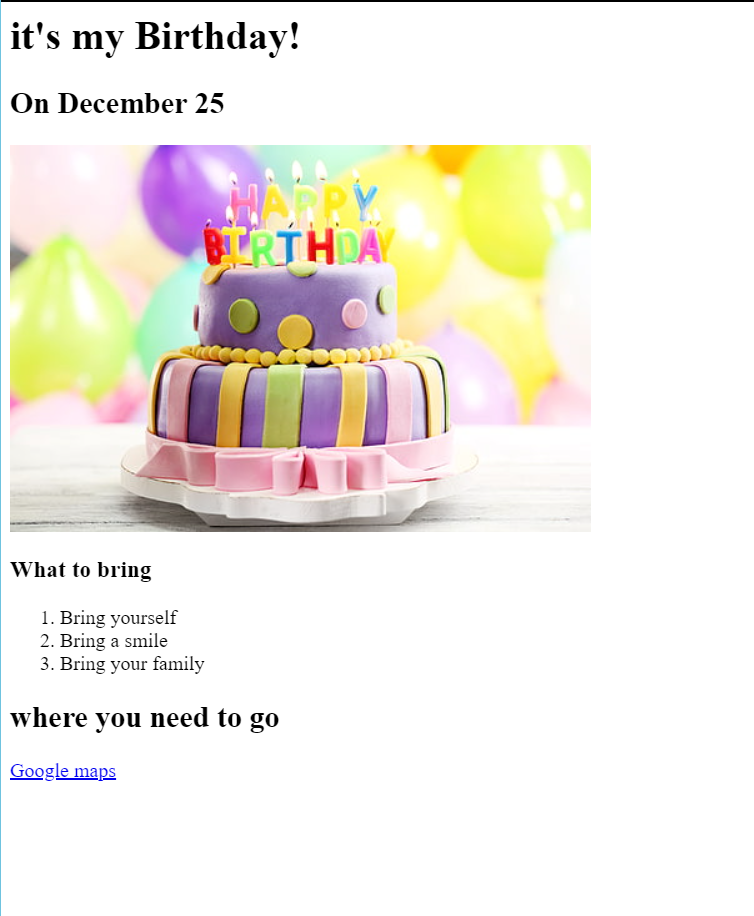 it's my Birthday!
On December 25
HAPPY
BIRTHDAY
What to bring
1. Bring yourself
2. Bring a smile
3. Bring your family
where you need to go
Google maps